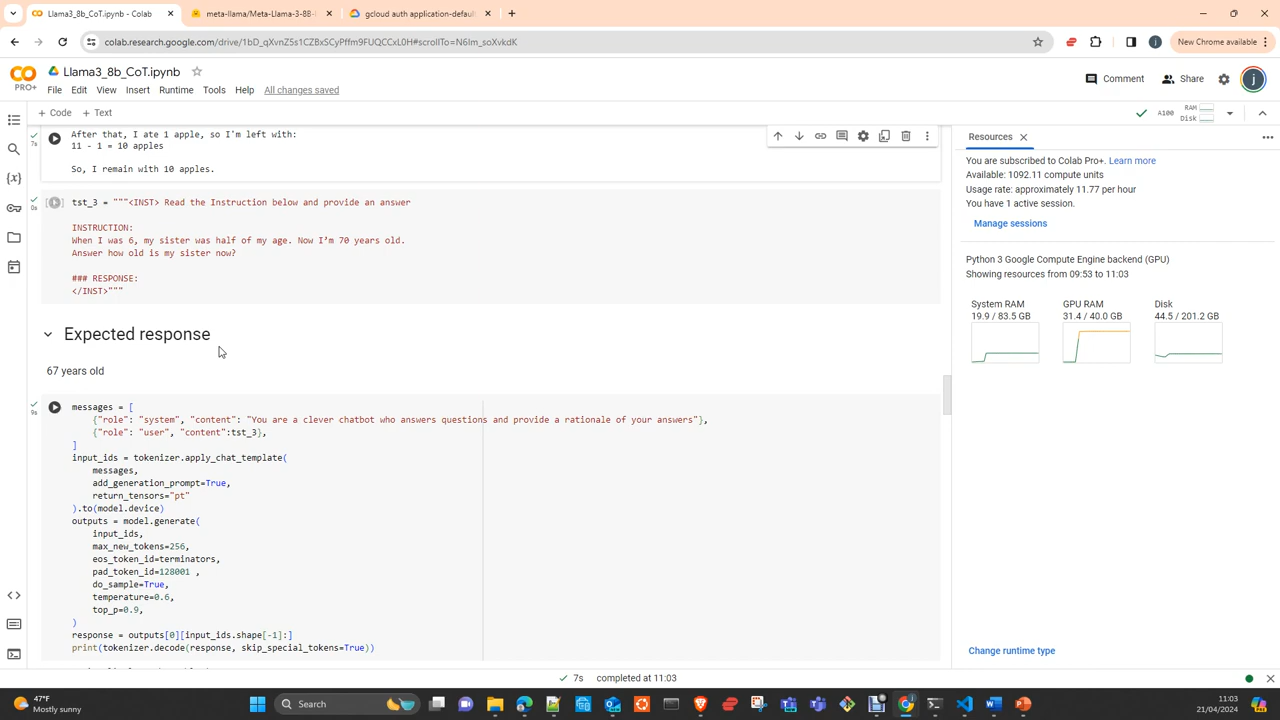 Llama3_8b_CoT.ipynb - Colab
meta-llama/Meta-Llama-3-8B-I
gcloud auth application-defaul
colab.research.google.com/drive/1bD_qXvnZ5s1CZBxSCyPffm9FUQCCxL0H#scrollTo=N6Im_soXvkdK
New Chrome available
PRO+
Llama3_8b_CoT.ipynb
Comment
Share
j
File Edit View Insert Runtime Tools Help All changes saved
+ Code + Text
A100
RAM
Disk
7s
After that, I ate 1 apple, so I'm left with:
11 - 1 = 10 apples
So, I remain with 10 apples.
0s
tst_3 = """<INST> Read the Instruction below and provide an answer
INSTRUCTION:
When I was 6, my sister was half of my age. Now I’m 70 years old.
Answer how old is my sister now?
### RESPONSE:
</INST>"""
Expected response
67 years old
9s
messages = [
{"role": "system", "content": "You are a clever chatbot who answers questions and provide a rationale of your answers"},
{"role": "user", "content":tst_3},
]
input_ids = tokenizer.apply_chat_template(
messages,
add_generation_prompt=True,
return_tensors="pt"
).to(model.device)
outputs = model.generate(
input_ids,
max_new_tokens=256,
eos_token_id=terminators,
pad_token_id=128001 ,
do_sample=True,
temperature=0.6,
top_p=0.9,
)
response = outputs[0][input_ids.shape[-1]:]
print(tokenizer.decode(response, skip_special_tokens=True))
Resources
You are subscribed to Colab Pro+. Learn more
Available: 1092.11 compute units
Usage rate: approximately 11.77 per hour
You have 1 active session.
Manage sessions
Python 3 Google Compute Engine backend (GPU)
Showing resources from 09:53 to 11:03
System RAM
19.9 / 83.5 GB
GPU RAM
31.4 / 40.0 GB
Disk
44.5 / 201.2 GB
Change runtime type
7s completed at 11:03
47°F
Mostly sunny
Search
11:03
21/04/2024